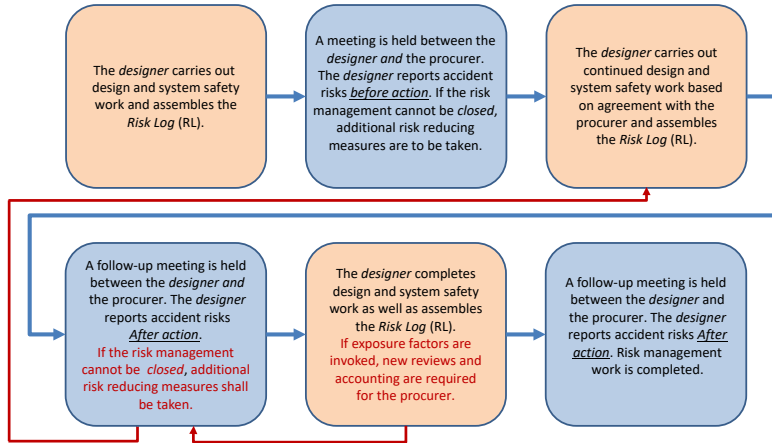 The designer carries out
design and system safety
work and assembles the
Risk Log (RL).
A meeting is held between the
designer and the procurer.
The designer reports accident
risks before action. If the risk
management cannot be closed,
additional risk reducing
measures are to be taken.
The designer carries out
continued design and
system safety work based
on agreement with the
procurer and assembles
the Risk Log (RL).
A follow-up meeting is held
between the designer and
the procurer. The designer
reports accident risks
After action.
If the risk management
cannot be closed, additional
risk reducing measures shall
be taken.
The designer completes
design and system safety
work as well as assembles
the Risk Log (RL).
If exposure factors are
invoked, new reviews and
accounting are required
for the procurer.
A follow-up meeting is held
between the designer and
the procurer. The designer
reports accident risks After
action. Risk management
work is completed.